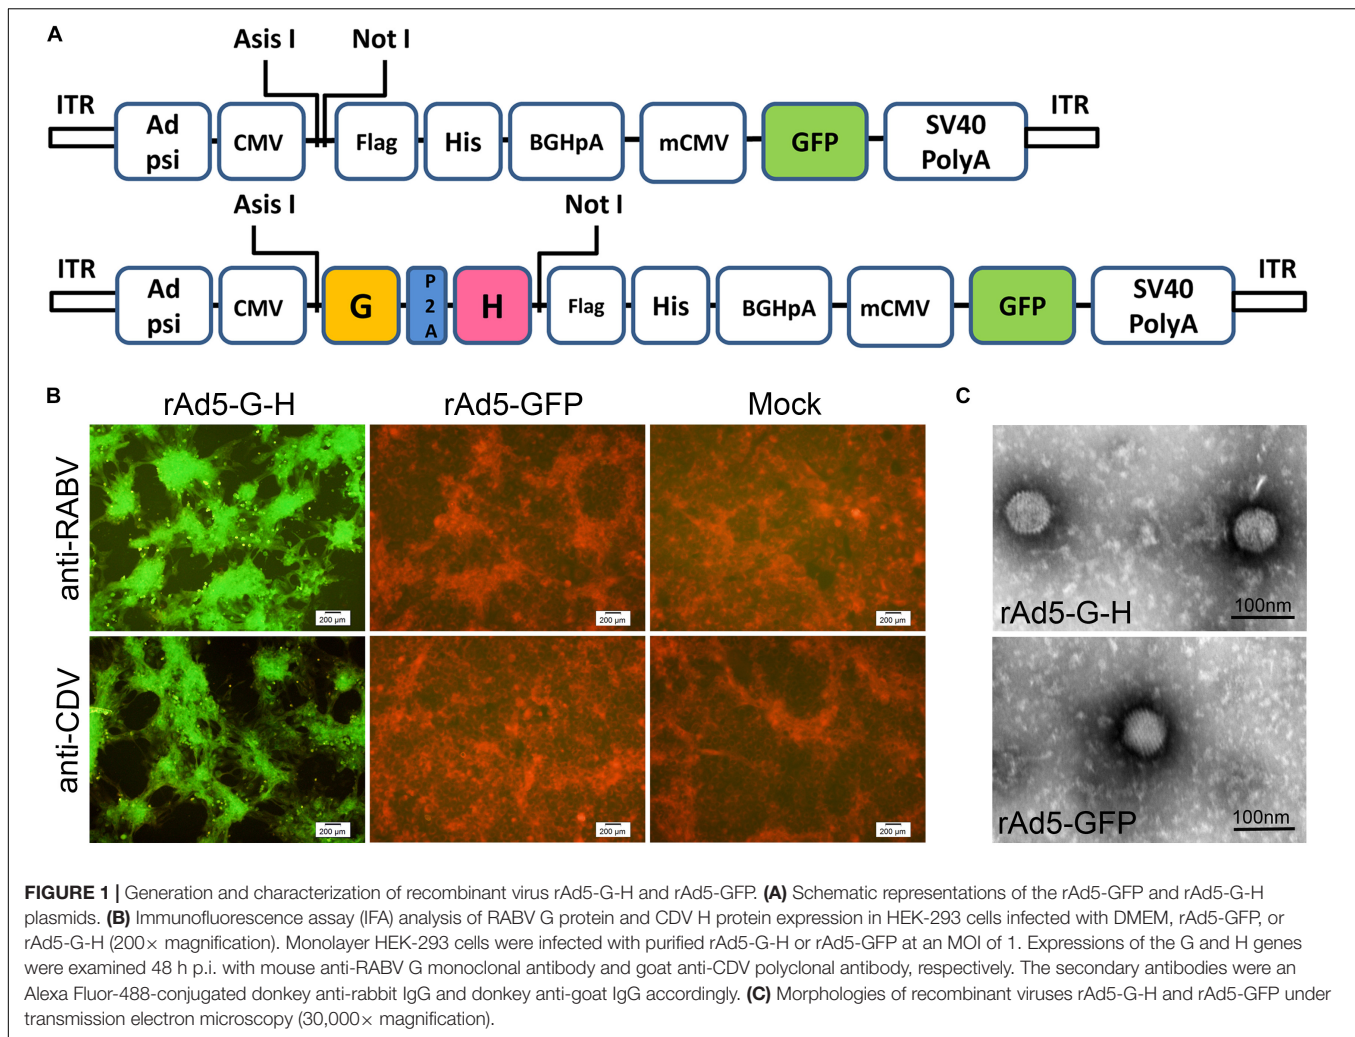 A
Asis I
Not I
ITR
Ad
psi
CMV
Flag
His
BGHpA
mCMV
GFP
SV40
PolyA
ITR
Asis I
Not I
ITR
Ad
psi
CMV
G
P
2
A
H
Flag
His
BGHpA
mCMV
GFP
SV40
PolyA
ITR
B
rAd5-G-H
rAd5-GFP
Mock
anti-RABV
200 µm
200 µm
200 µm
anti-CDV
200 µm
200 µm
200 µm
C
rAd5-G-H
100nm
rAd5-GFP
100nm
FIGURE 1 | Generation and characterization of recombinant virus rAd5-G-H and rAd5-GFP. (A) Schematic representations of the rAd5-GFP and rAd5-G-H
plasmids. (B) Immunofluorescence assay (IFA) analysis of RABV G protein and CDV H protein expression in HEK-293 cells infected with DMEM, rAd5-GFP, or
rAd5-G-H (200× magnification). Monolayer HEK-293 cells were infected with purified rAd5-G-H or rAd5-GFP at an MOI of 1. Expressions of the G and H genes
were examined 48 h p.i. with mouse anti-RABV G monoclonal antibody and goat anti-CDV polyclonal antibody, respectively. The secondary antibodies were an
Alexa Fluor-488-conjugated donkey anti-rabbit IgG and donkey anti-goat IgG accordingly. (C) Morphologies of recombinant viruses rAd5-G-H and rAd5-GFP under
transmission electron microscopy (30,000× magnification).